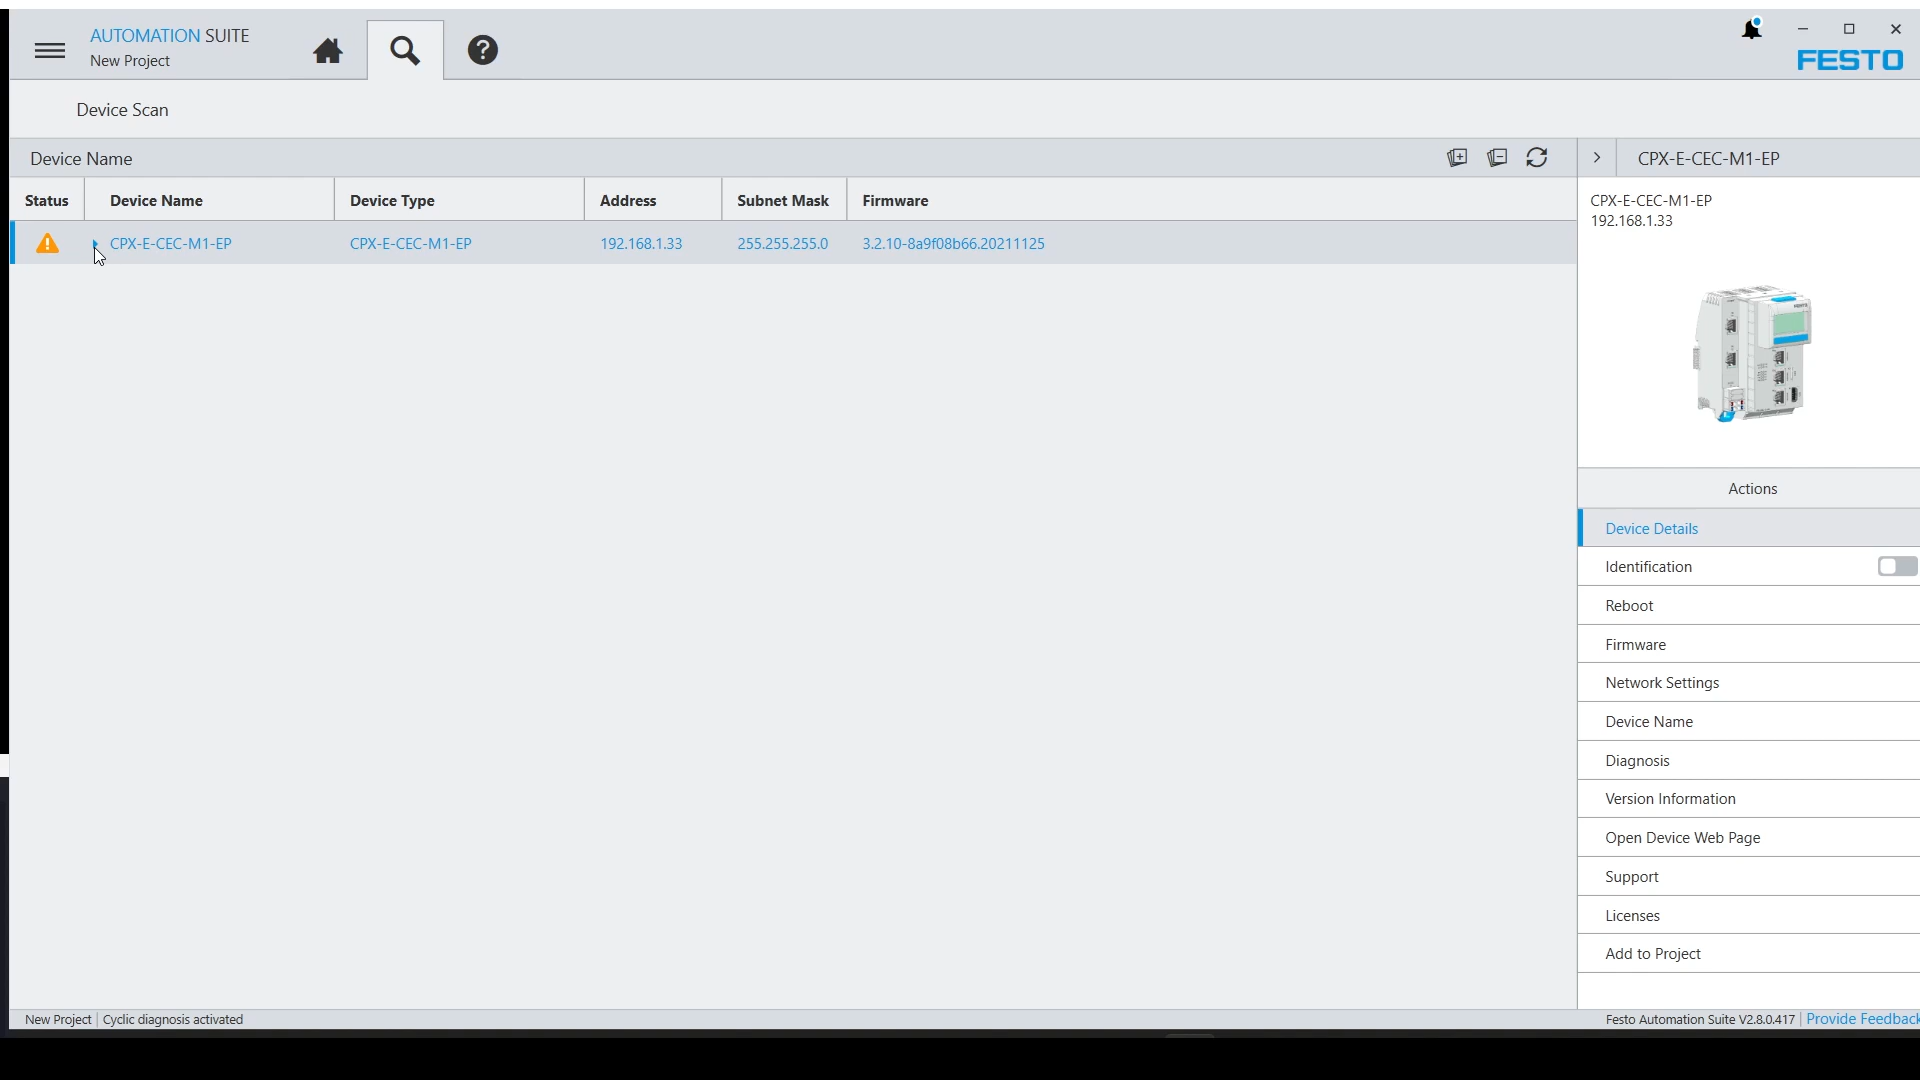 AUTOMATION SUITE
New Project
FESTO
Device Scan
Device Name
CPX-E-CEC-M1-EP
Status Device Name Device Type Address Subnet Mask Firmware
CPX-E-CEC-M1-EP CPX-E-CEC-M1-EP 192.168.1.33 255.255.255.0 3.2.10-8a9f08b66.20211125
CPX-E-CEC-M1-EP
192.168.1.33
Actions
Device Details
Identification
Reboot
Firmware
Network Settings
Device Name
Diagnosis
Version Information
Open Device Web Page
Support
Licenses
Add to Project
New Project Cyclic diagnosis activated
Festo Automation Suite V2.8.0.417 Provide Feedback